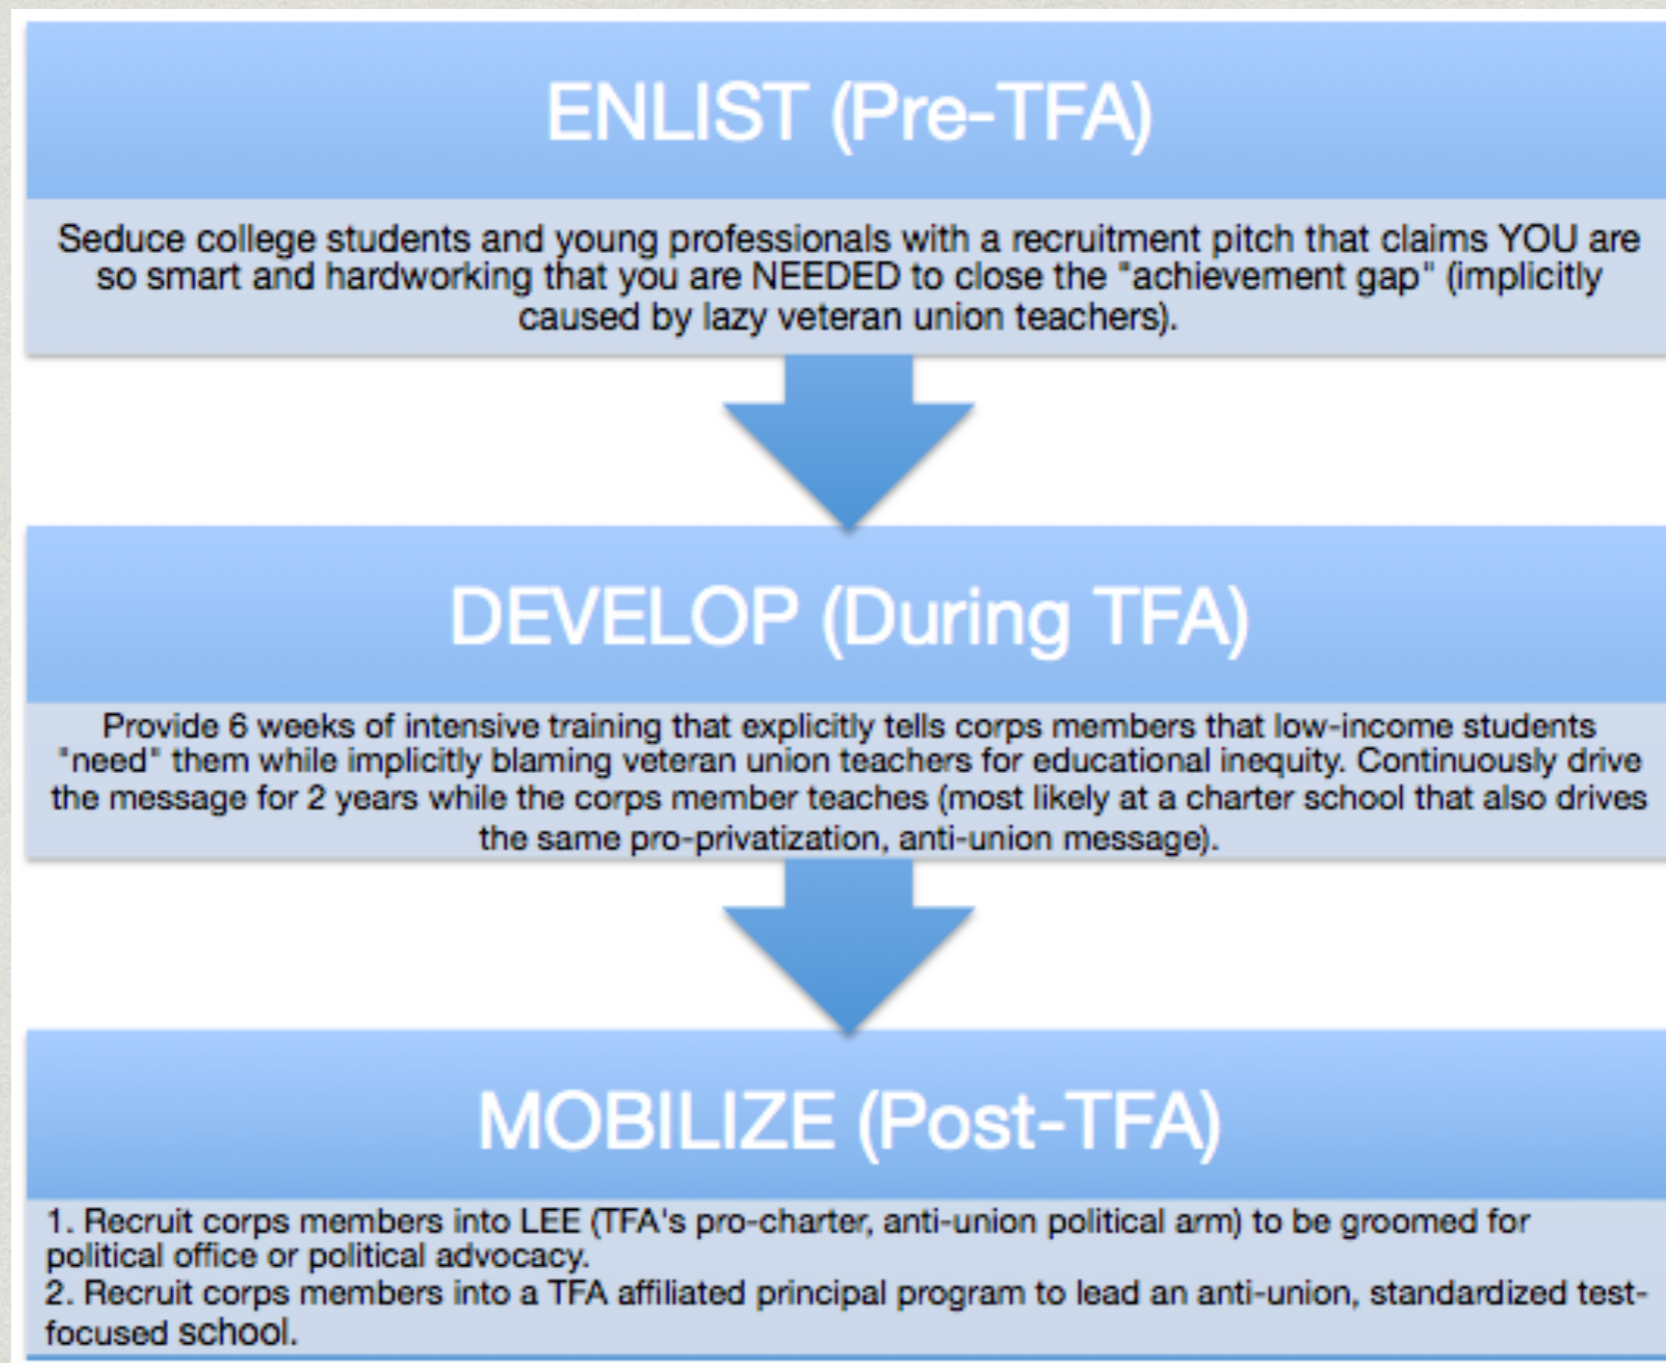 ENLIST (Pre-TFA)
Seduce college students and young professionals with a recruitment pitch that claims YOU are
so smart and hardworking that you are NEEDED to close the "achievement gap" (implicitly
caused by lazy veteran union teachers).
DEVELOP (During TFA)
Provide 6 weeks of intensive training that explicitly tells corps members that low-income students
"need" them while implicitly blaming veteran union teachers for educational inequity. Continuously drive
the message for 2 years while the corps member teaches (most likely at a charter school that also drives
the same pro-privatization, anti-union message).
MOBILIZE (Post-TFA)
1. Recruit corps members into LEE (TFA's pro-charter, anti-union political arm) to be groomed for
political office or political advocacy.
2. Recruit corps members into a TFA affiliated principal program to lead an anti-union, standardized test-
focused school.